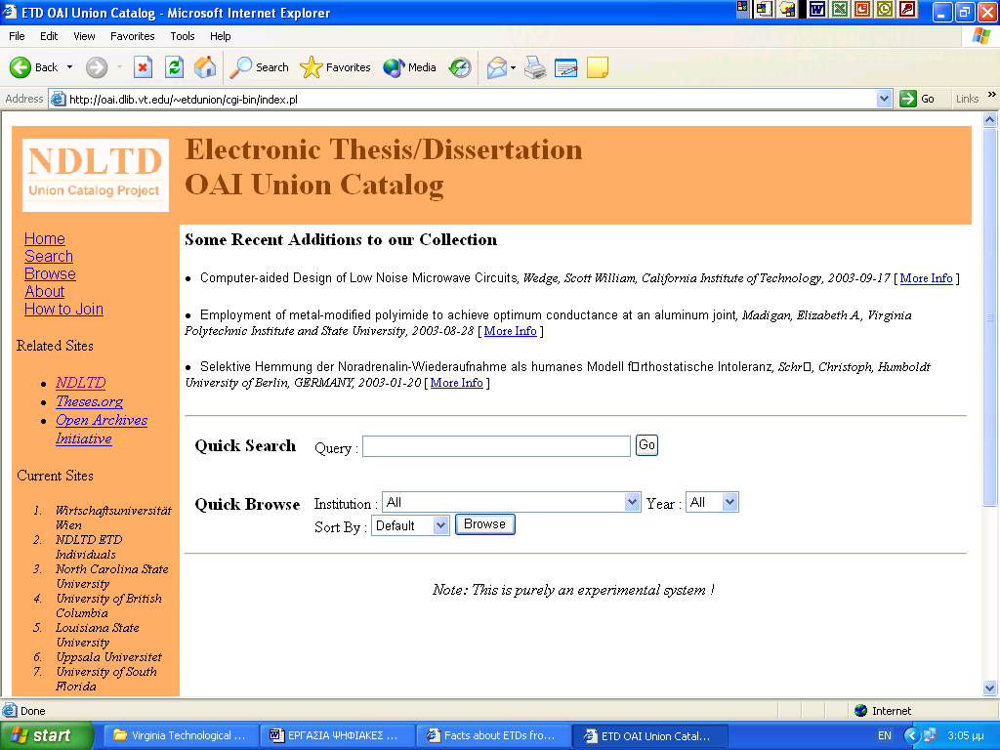 ETD OAI Union Catalog - Microsoft Internet Explorer
File Edit View Favorites Tools Help
Back Search Favorites Media
Address http://oai.dlib.vt.edu/~etdunion/cgi-bin/index.pl Go Links »
NDLTD
Union Catalog Project
Electronic Thesis/Dissertation
OAI Union Catalog
Home
Search
Browse
About
How to Join
Related Sites
• NDLTD
• Theses.org
• Open Archives
Initiative
Current Sites
1. Wirtschaftsuniversität
Wien
2. NDLTD ETD
Individuals
3. North Carolina State
University
4. University of British
Columbia
5. Louisiana State
University
6. Uppsala Universitet
7. University of South
Florida
Some Recent Additions to our Collection
• Computer-aided Design of Low Noise Microwave Circuits, Wedge, Scott William, California Institute of Technology, 2003-09-17 [ More Info ]
• Employment of metal-modified polyimide to achieve optimum conductance at an aluminum joint, Madigan, Elizabeth A, Virginia
Polytechnic Institute and State University, 2003-08-28 [ More Info ]
• Selektive Hemmung der Noradrenalin-Wiederaufnahme als humanes Modell f□rthostatische Intoleranz, Schr□, Christoph, Humboldt
University of Berlin, GERMANY, 2003-01-20 [ More Info ]
Quick Search Query : Go
Quick Browse Institution : All Year : All
Sort By : Default Browse
Note: This is purely an experimental system !
Done Internet
start Virginia Technological ... ΕΡΓΑΣΙΑ ΨΗΦΙΑΚΕΣ ... Facts about ETDs fro... ETD OAI Union Catal... EN 3:05 μμ